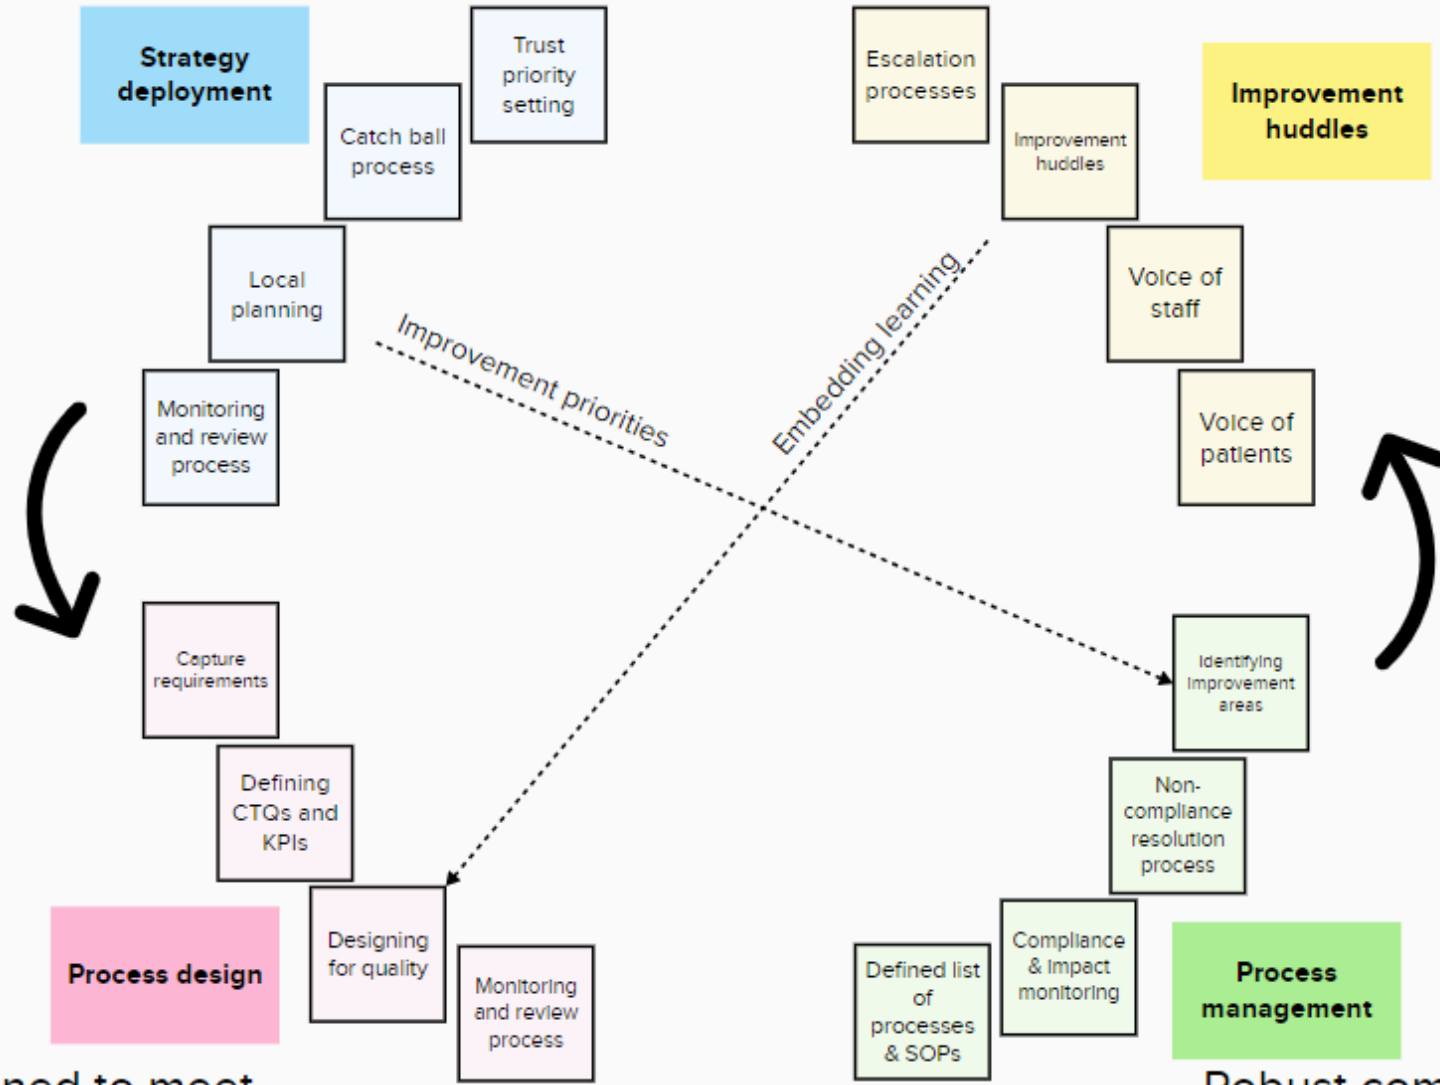 Strategy
deployment
Trust
priority
setting
Catch ball
process
Local
planning
Monitoring
and review
process
Escalation
processes
Improvement
huddles
Improvement
huddles
Voice of
staff
Voice of
patients
Improvement priorities
Embedding learning
Capture
requirements
Defining
CTQs and
KPIs
Designing
for quality
Monitoring
and review
process
Process design
Identifying
improvement
areas
Non-
compliance
resolution
process
Compliance
& impact
monitoring
Defined list
of
processes
& SOPs
Process
management
to meet
Robust